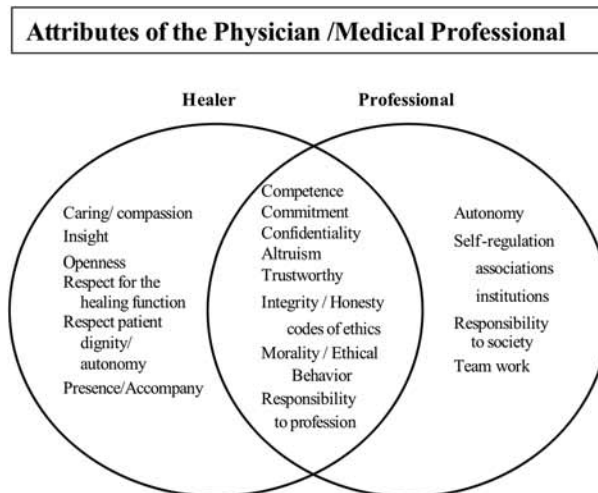 Attributes of the Physician /Medical Professional
Healer
Professional
Caring/ compassion
Insight
Openness
Respect for the
healing function
Respect patient
dignity/
autonomy
Presence/Accompany
Competence
Commitment
Confidentiality
Altruism
Trustworthy
Integrity / Honesty
codes of ethics
Morality / Ethical
Behavior
Responsibility
to profession
Autonomy
Self-regulation
associations
institutions
Responsibility
to society
Team work